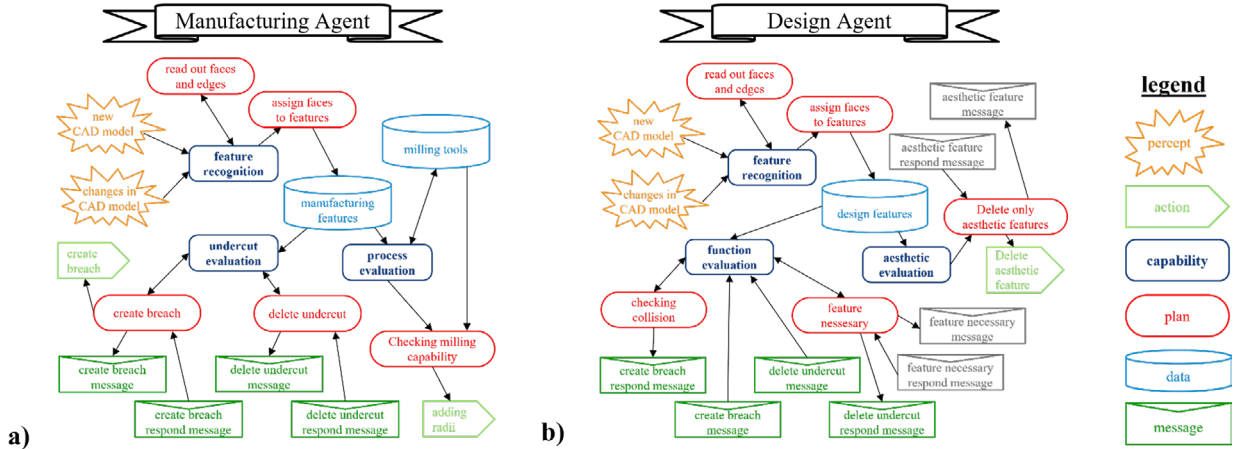 Manufacturing Agent
read out faces
and edges
new
CAD model
assign faces
to features
milling tools
feature
recognition
changes in
CAD model
manufacturing
features
create
breach
undercut
evaluation
process
evaluation
create breach
delete undercut
Checking milling
capability
create breach
message
delete undercut
message
create breach
respond message
delete undercut
respond message
adding
radii
a)
Design Agent
read out faces
and edges
new
CAD model
assign faces
to features
aesthetic feature
message
aesthetic feature
respond message
feature
recognition
changes in
CAD model
design features
Delete only
aesthetic features
function
evaluation
aesthetic
evaluation
Delete
aesthetic
feature
checking
collision
feature
nessesary
feature necessary
message
create breach
respond message
delete undercut
message
feature necessary
respond message
create breach
message
delete undercut
respond message
b)
legend
percept
action
capability
plan
data
message